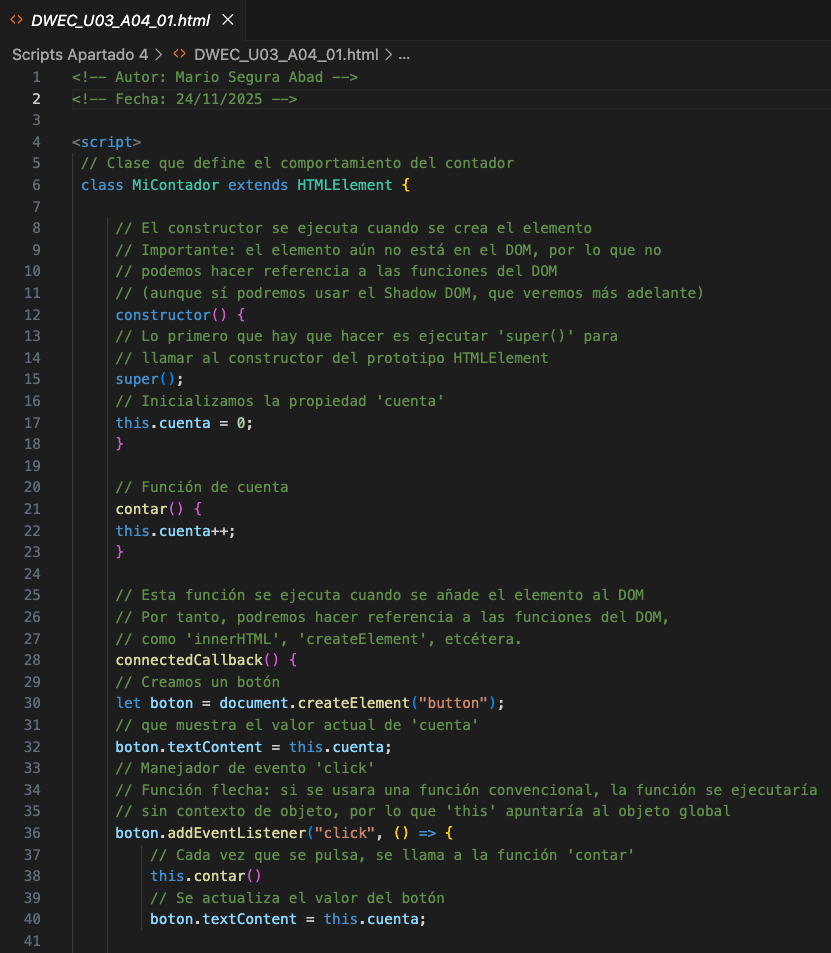 DWEC_U03_A04_01.html
Scripts Apartado 4 > DWEC_U03_A04_01.html > ...
1 <!-- Autor: Mario Segura Abad -->
2 <!-- Fecha: 24/11/2025 -->
3
4 <script>
5 // Clase que define el comportamiento del contador
6 class MiContador extends HTMLElement {
7
8 // El constructor se ejecuta cuando se crea el elemento
9 // Importante: el elemento aún no está en el DOM, por lo que no
10 // podemos hacer referencia a las funciones del DOM
11 // (aunque sí podremos usar el Shadow DOM, que veremos más adelante)
12 constructor() {
13 // Lo primero que hay que hacer es ejecutar 'super()' para
14 // llamar al constructor del prototipo HTMLElement
15 super();
16 // Inicializamos la propiedad 'cuenta'
17 this.cuenta = 0;
18 }
19
20 // Función de cuenta
21 contar() {
22 this.cuenta++;
23 }
24
25 // Esta función se ejecuta cuando se añade el elemento al DOM
26 // Por tanto, podremos hacer referencia a las funciones del DOM,
27 // como 'innerHTML', 'createElement', etcétera.
28 connectedCallback() {
29 // Creamos un botón
30 let boton = document.createElement("button");
31 // que muestra el valor actual de 'cuenta'
32 boton.textContent = this.cuenta;
33 // Manejador de evento 'click'
34 // Función flecha: si se usara una función convencional, la función se ejecutaría
35 // sin contexto de objeto, por lo que 'this' apuntaría al objeto global
36 boton.addEventListener("click", () => {
37 // Cada vez que se pulsa, se llama a la función 'contar'
38 this.contar()
39 // Se actualiza el valor del botón
40 boton.textContent = this.cuenta;
41